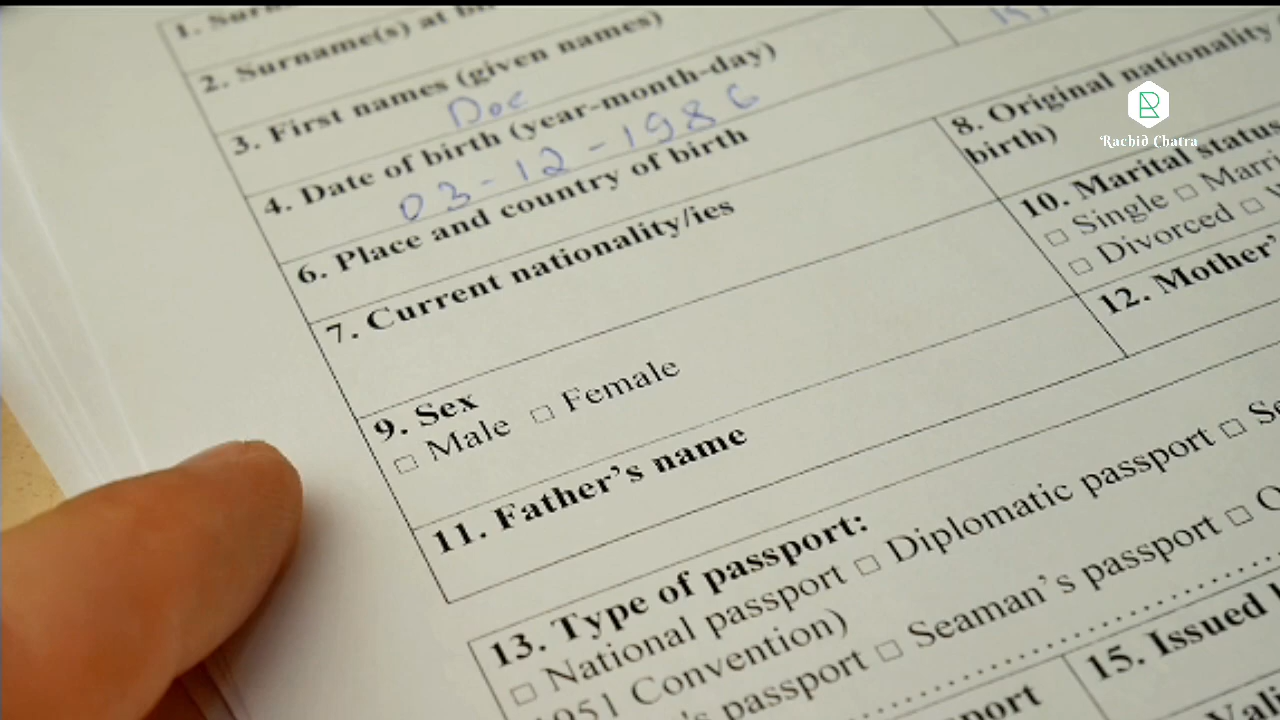 2. Surname(s) at
3. First names (given names)
Doe
4. Date of birth (year-month-day)
03-12-1986
6. Place and country of birth
7. Current nationality/ies
8. Original nationality
birth)
Rachid Chatra
9. Sex
□ Male □ Female
10. Marital status
□ Single □
□ Divorced □
11. Father's name
12. Mother'
13. Type of passport:
□ National passport □ Diplomatic passport □
1951 Convention)
passport □ Seaman's passport □
15. Issued